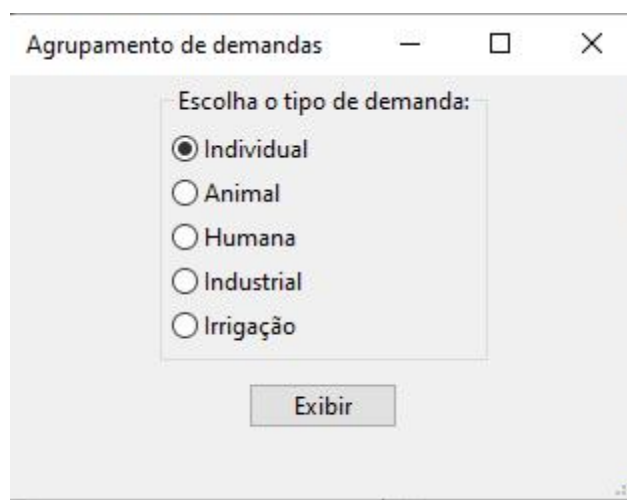 Agrupamento de demandas
Escolha o tipo de demanda:
Individual
Animal
Humana
Industrial
Irrigação
Exibir